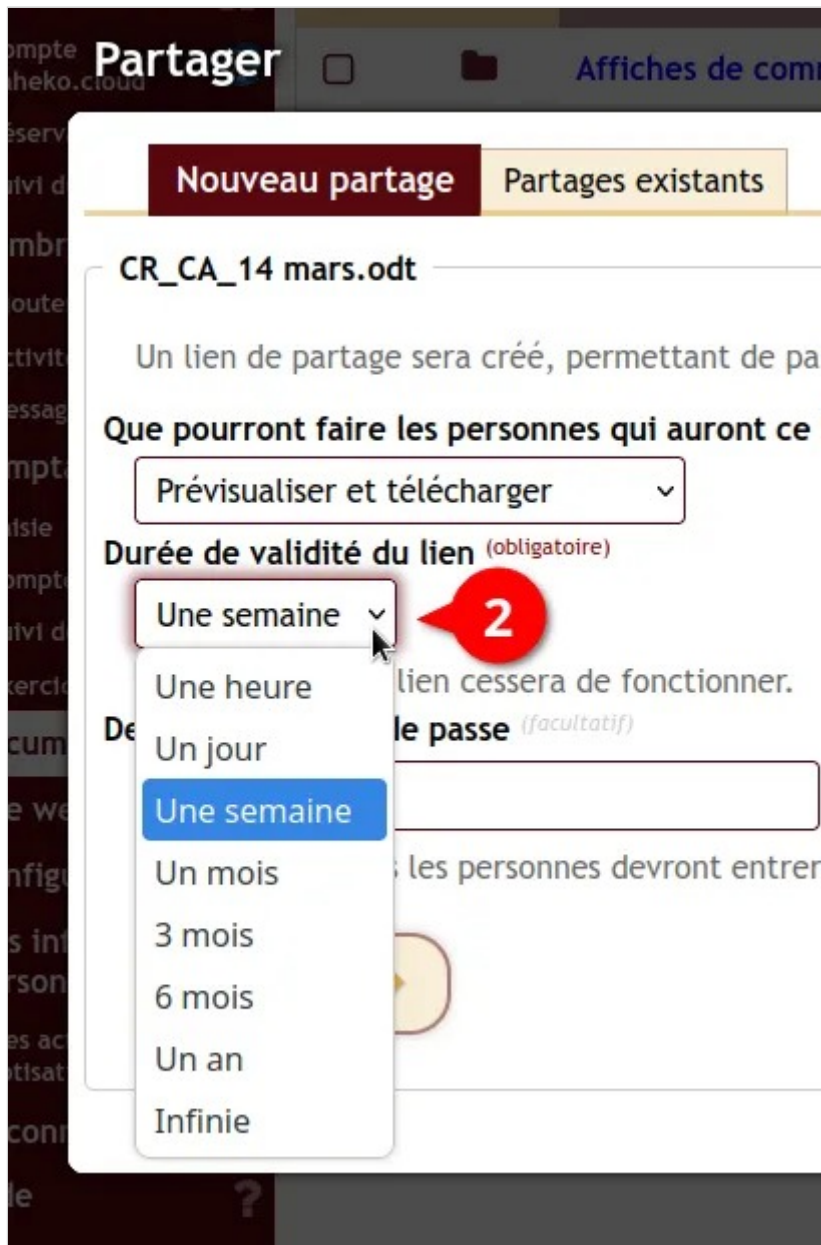 Partager
Affiches de com
Nouveau partage
Partages existants
CR_CA_14 mars.odt
Un lien de partage sera créé, permettant de pa
Que pourront faire les personnes qui auront ce
Prévisualiser et télécharger
Durée de validité du lien (obligatoire)
Une semaine
2
Une heure
lien cessera de fonctionner.
De
le passe (facultatif)
Un jour
Une semaine
Un mois
les personnes devront entrer
3 mois
6 mois
Un an
Infinie
?